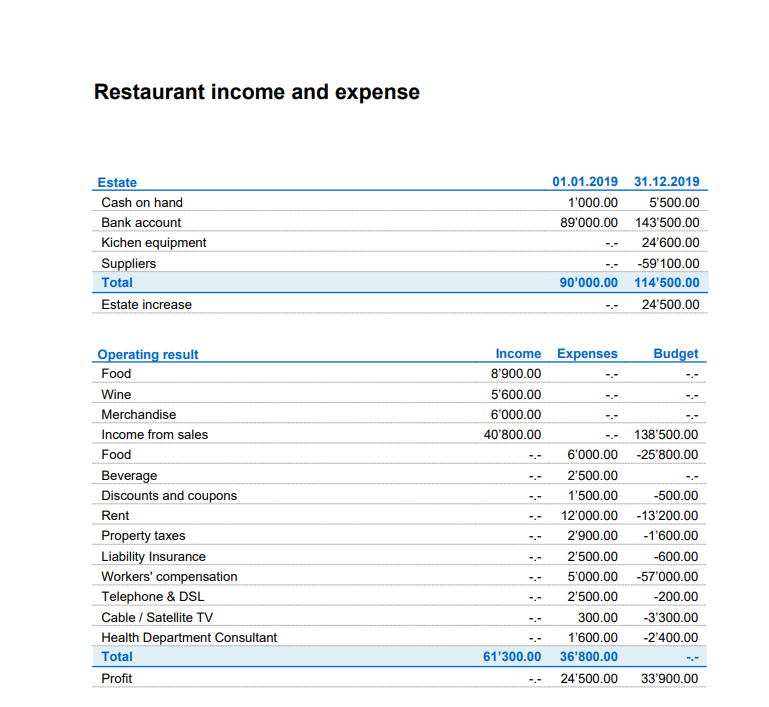 Restaurant income and expense
Estate 01.01.2019 31.12.2019
Cash on hand 1’000.00 5’500.00
Bank account 89’000.00 143’500.00
Kichen equipment -.- 24’600.00
Suppliers -.- -59’100.00
Total 90’000.00 114’500.00
Estate increase -.- 24’500.00
Operating result Income Expenses Budget
Food 8’900.00 -.- -.-
Wine 5’600.00 -.- -.-
Merchandise 6’000.00 -.- -.-
Income from sales 40’800.00 -.- 138’500.00
Food -.- 6’000.00 -25’800.00
Beverage -.- 2’500.00 -.-
Discounts and coupons -.- 1’500.00 -500.00
Rent -.- 12’000.00 -13’200.00
Property taxes -.- 2’900.00 -1’600.00
Liability Insurance -.- 2’500.00 -600.00
Workers' compensation -.- 5’000.00 -57’000.00
Telephone & DSL -.- 2’500.00 -200.00
Cable / Satellite TV -.- 300.00 -3’300.00
Health Department Consultant -.- 1’600.00 -2’400.00
Total 61’300.00 36’800.00 -.-
Profit -.- 24’500.00 33’900.00